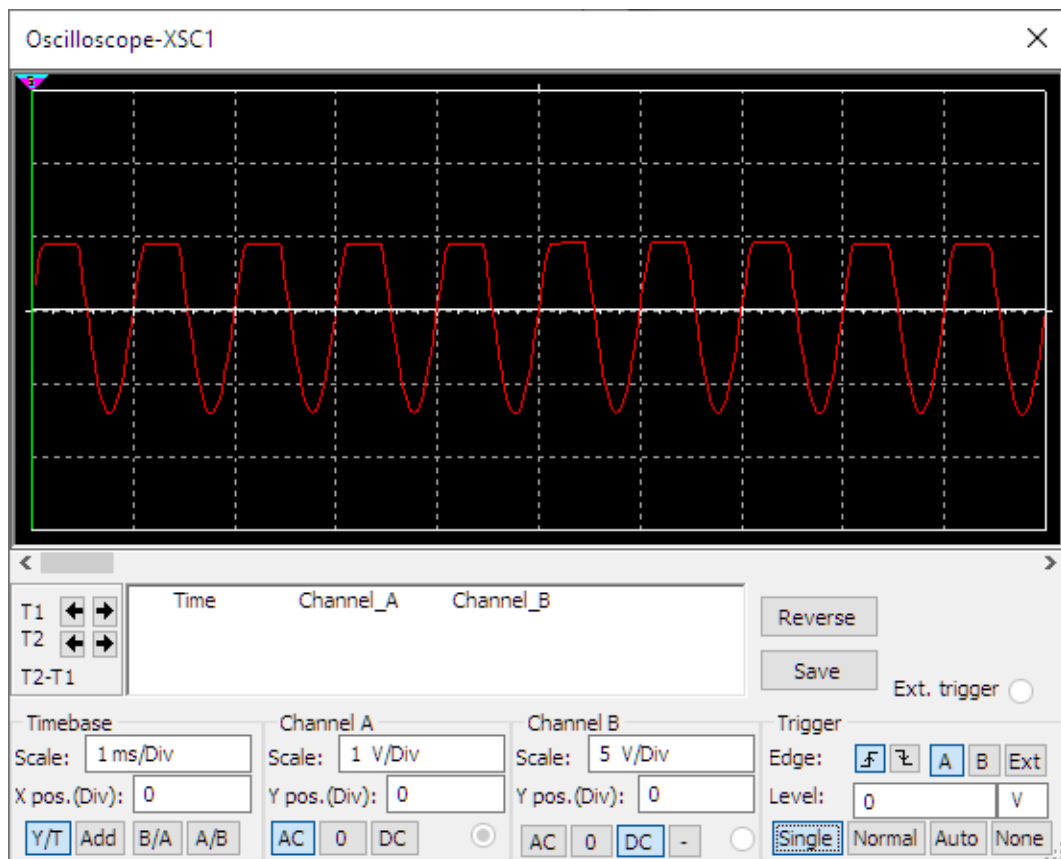 Oscilloscope-XSC1
Time Channel_A Channel_B
T1
T2
T2-T1
Reverse
Save
Ext. trigger
Timebase
Scale: 1 ms/Div
X pos.(Div): 0
Y/T Add B/A A/B
Channel A
Scale: 1 V/Div
Y pos.(Div): 0
AC 0 DC
Channel B
Scale: 5 V/Div
Y pos.(Div): 0
AC 0 DC -
Trigger
Edge: A B Ext
Level: 0 V
Single Normal Auto None